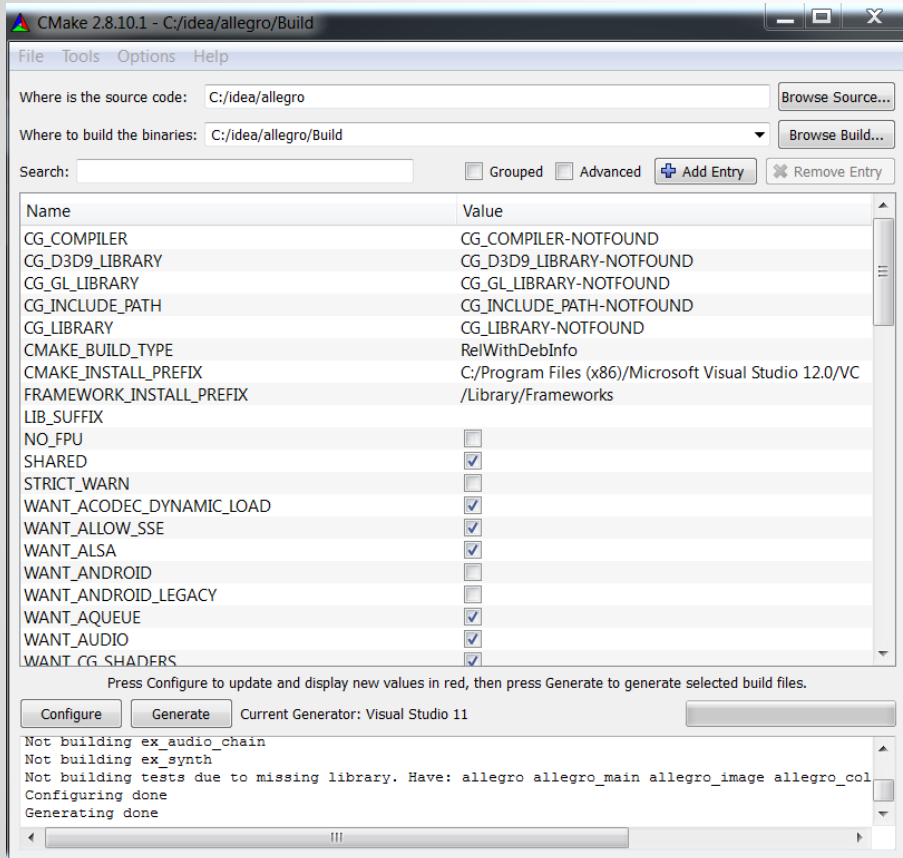 CMake 2.8.10.1 - C:/idea/allegro/Build
File Tools Options Help
Where is the source code: C:/idea/allegro Browse Source...
Where to build the binaries: C:/idea/allegro/Build Browse Build...
Search: Grouped Advanced Add Entry Remove Entry
Name Value
CG_COMPILER CG_COMPILER-NOTFOUND
CG_D3D9_LIBRARY CG_D3D9_LIBRARY-NOTFOUND
CG_GL_LIBRARY CG_GL_LIBRARY-NOTFOUND
CG_INCLUDE_PATH CG_INCLUDE_PATH-NOTFOUND
CG_LIBRARY CG_LIBRARY-NOTFOUND
CMAKE_BUILD_TYPE RelWithDebInfo
CMAKE_INSTALL_PREFIX C:/Program Files (x86)/Microsoft Visual Studio 12.0/VC
FRAMEWORK_INSTALL_PREFIX /Library/Frameworks
LIB_SUFFIX
NO_FPU
SHARED
STRICT_WARN
WANT_ACODEC_DYNAMIC_LOAD
WANT_ALLOW_SSE
WANT_ALSA
WANT_ANDROID
WANT_ANDROID_LEGACY
WANT_AQUEUE
WANT_AUDIO
WANT_CG_SHADERS
Press Configure to update and display new values in red, then press Generate to generate selected build files.
Configure Generate Current Generator: Visual Studio 11
Not building ex_audio_chain
Not building ex_synth
Not building tests due to missing library. Have: allegro allegro_main allegro_image allegro_col
Configuring done
Generating done